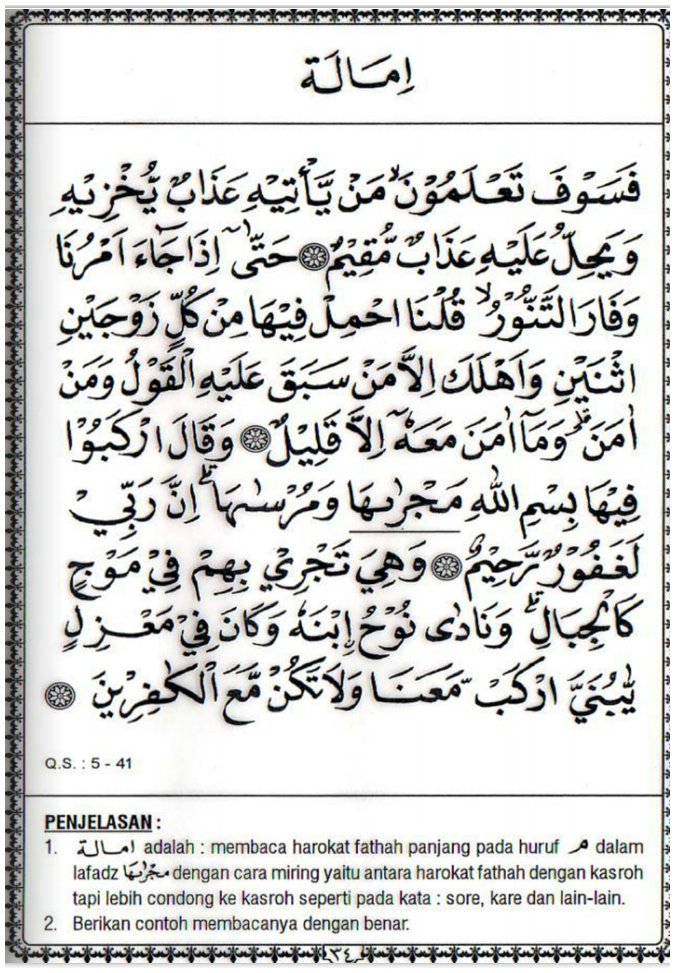 اِمَالَة
فَسَوْفَ تَعْلَمُوْنَ ۙ مَنْ يَّأْتِيْهِ عَذَابٌ يُّخْزِيْهِ
وَيَحِلُّ عَلَيْهِ عَذَابٌ مُّقِيْمٌ ۝ حَتّٰىٓ اِذَا جَآءَ اَمْرُنَا
وَفَارَ التَّنُّوْرُ ۙ قُلْنَا احْمِلْ فِيْهَا مِنْ كُلٍّ زَوْجَيْنِ
اثْنَيْنِ وَاَهْلَكَ اِلَّا مَنْ سَبَقَ عَلَيْهِ الْقَوْلُ وَمَنْ
اٰمَنَ ۗ وَمَآ اٰمَنَ مَعَهٗٓ اِلَّا قَلِيْلٌ ۝ وَقَالَ ارْكَبُوْا
فِيْهَا بِسْمِ اللّٰهِ مَجْرٰىهَا وَمُرْسٰىهَا ۗ اِنَّ رَبِّيْ
لَغَفُوْرٌ رَّحِيْمٌ ۝ وَهِيَ تَجْرِيْ بِهِمْ فِيْ مَوْجٍ
كَالْجِبَالِ ۗ وَنَادٰى نُوْحُ ࣙابْنَهٗ وَكَانَ فِيْ مَعْزِلٍ
يّٰبُنَيَّ ارْكَبْ مَّعَنَا وَلَا تَكُنْ مَّعَ الْكٰفِرِيْنَ ۝
Q.S. : 5 - 41
PENJELASAN :
1. امالة adalah : membaca harokat fathah panjang pada huruf م dalam
lafadz مَجْرٰىهَا dengan cara miring yaitu antara harokat fathah dengan kasroh
tapi lebih condong ke kasroh seperti pada kata : sore, kare dan lain-lain.
2. Berikan contoh membacanya dengan benar.
٣٤